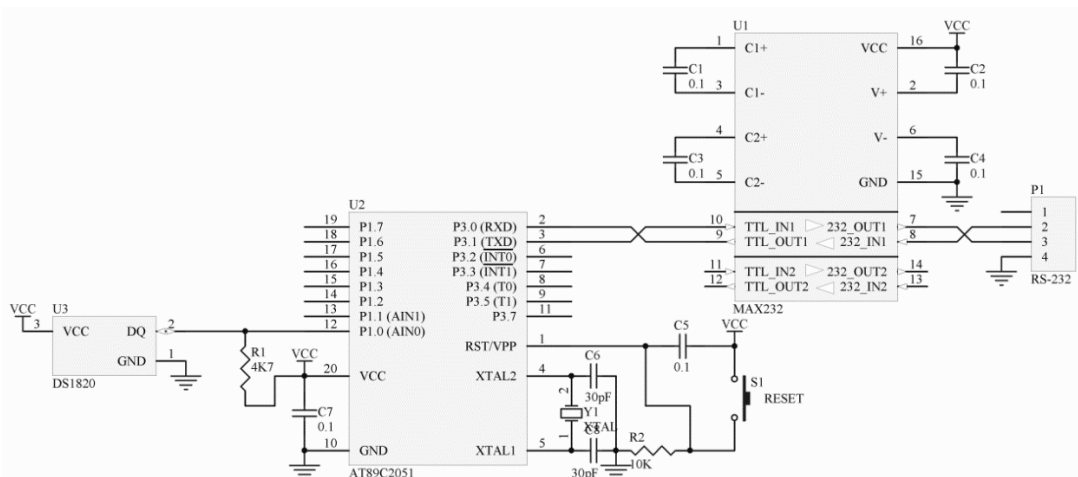 U1
VCC
1 C1+ VCC 16
C1 0.1
C2 0.1
3 C1- V+ 2
4 C2+ V- 6
C3 0.1
C4 0.1
5 C2- GND 15
P1
10 TTL_IN1 232_OUT1 7
9 TTL_OUT1 232_IN1 8
11 TTL_IN2 232_OUT2 14
12 TTL_OUT2 232_IN2 13
MAX232
1
2
3
4
RS-232
U2
19 P1.7 P3.0 (RXD) 2
18 P1.6 P3.1 (TXD) 3
17 P1.5 P3.2 (INT0) 6
16 P1.4 P3.3 (INT1) 7
15 P1.3 P3.4 (T0) 8
14 P1.2 P3.5 (T1) 9
13 P1.1 (AIN1) P3.7 11
12 P1.0 (AIN0)
RST/VPP 1
20 VCC XTAL2 4
10 GND XTAL1 5
AT89C2051
U3
VCC
3 VCC DQ 2
GND 1
DS1820
R1
4K7
VCC
C7
0.1
C5
0.1
VCC
C6
30pF
2
Y1
XTAL
1
C8
30pF
R2
10K
S1
RESET